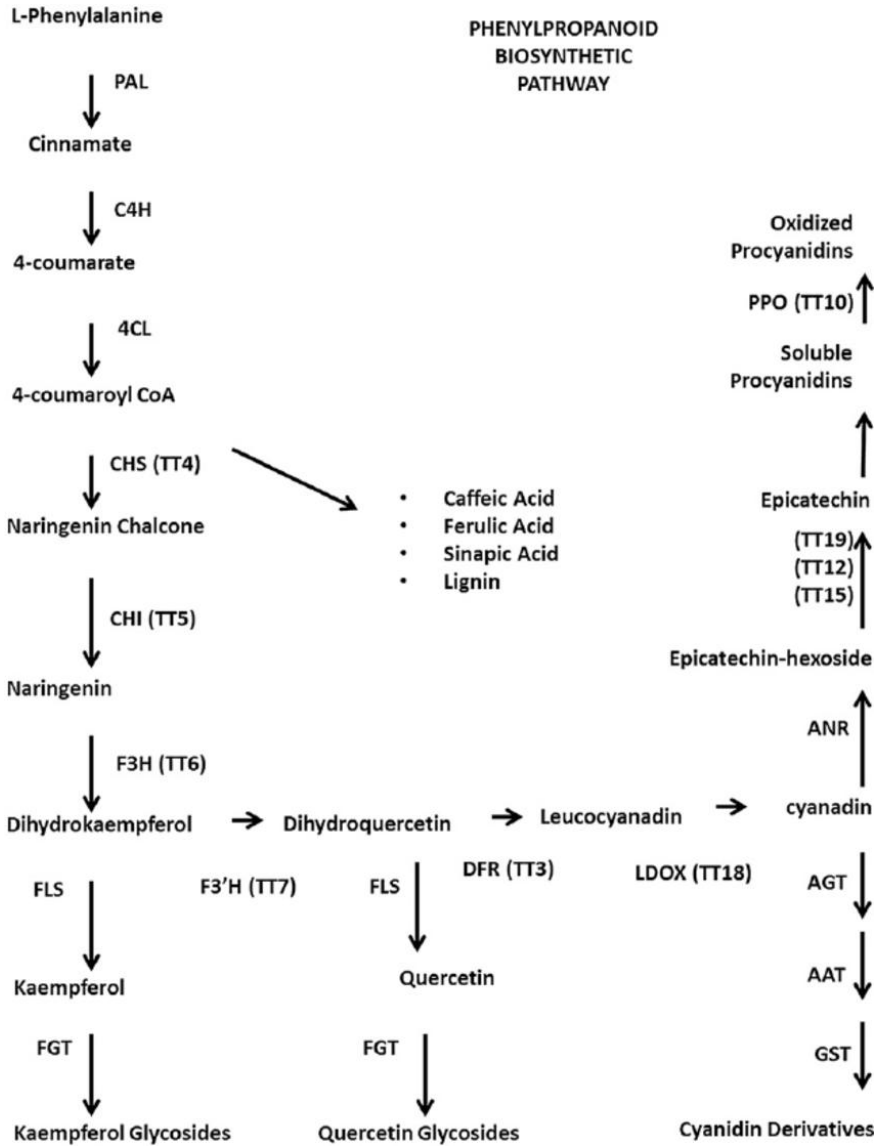 L-Phenylalanine
PHENYLPROPANOID
BIOSYNTHETIC
PATHWAY
PAL
Cinnamate
C4H
4-coumarate
4CL
4-coumaroyl CoA
CHS (TT4)
Naringenin Chalcone
CHI (TT5)
Naringenin
F3H (TT6)
• Caffeic Acid
• Ferulic Acid
• Sinapic Acid
• Lignin
Oxidized
Procyanidins
PPO (TT10)
Soluble
Procyanidins
Epicatechin
(TT19)
(TT12)
(TT15)
Epicatechin-hexoside
ANR
Dihydrokaempferol
Dihydroquercetin
Leucocyanadin
cyanadin
FLS
F3’H (TT7)
FLS
DFR (TT3)
LDOX (TT18)
AGT
Kaempferol
Quercetin
AAT
FGT
FGT
GST
Kaempferol Glycosides
Quercetin Glycosides
Cyanidin Derivatives